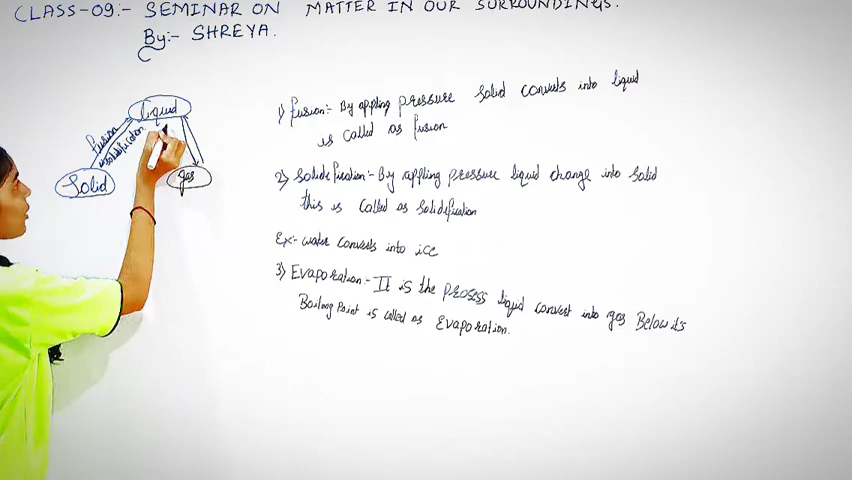 CLASS-09:- SEMINAR ON MATTER IN OUR SURROUNDINGS.
By:- SHREYA.
liquid
fusion
solidification
Solid
gas
1) fusion:- By appling pressure solid converts into liquid
is called as fusion
2) solidefication:- By appling pressure liquid change into solid
this is called as solidefication
Ex:- water converts into ice
3) Evaporation:- It is the prosess liquid convert into gas Below its
Boiling Point is called as Evaporation.